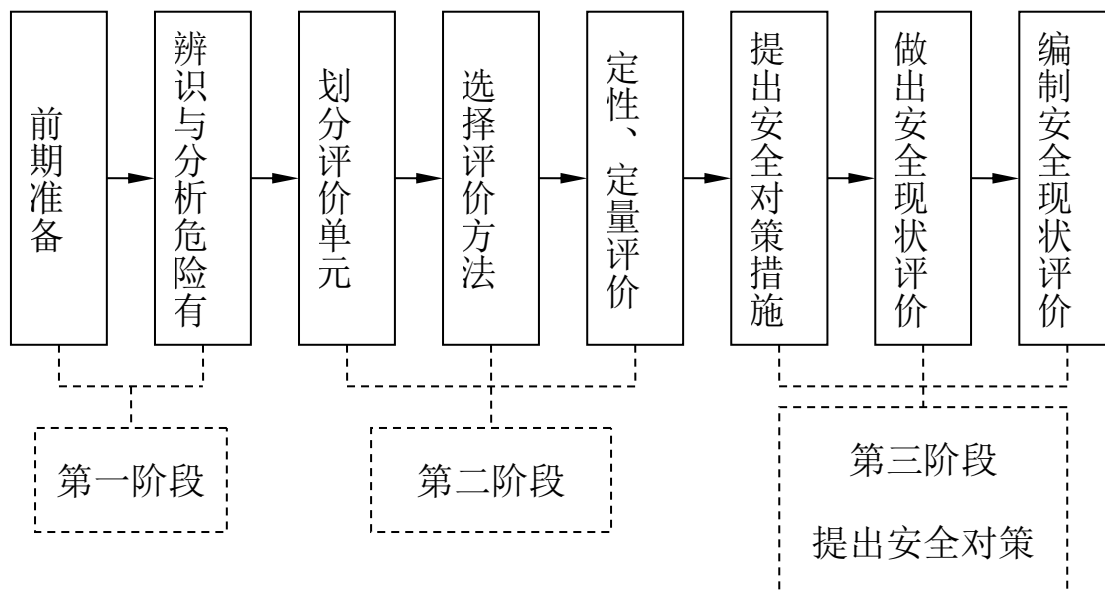 前期准备
辨识与分析危险有
划分评价单元
选择评价方法
定性、定量评价
提出安全对策措施
做出安全现状评价
编制安全现状评价
第一阶段
第二阶段
第三阶段
提出安全对策